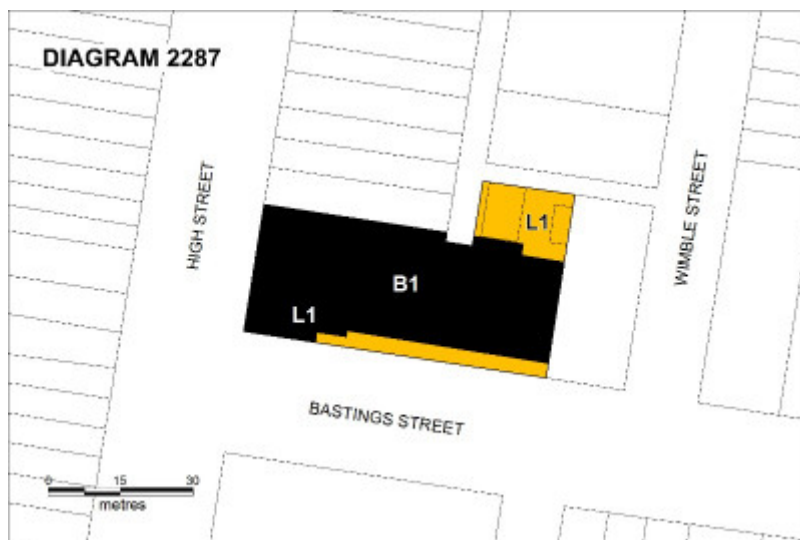 DIAGRAM 2287
HIGH STREET
WIMBLE STREET
L1
B1
L1
BASTINGS STREET
0 15 30
metres